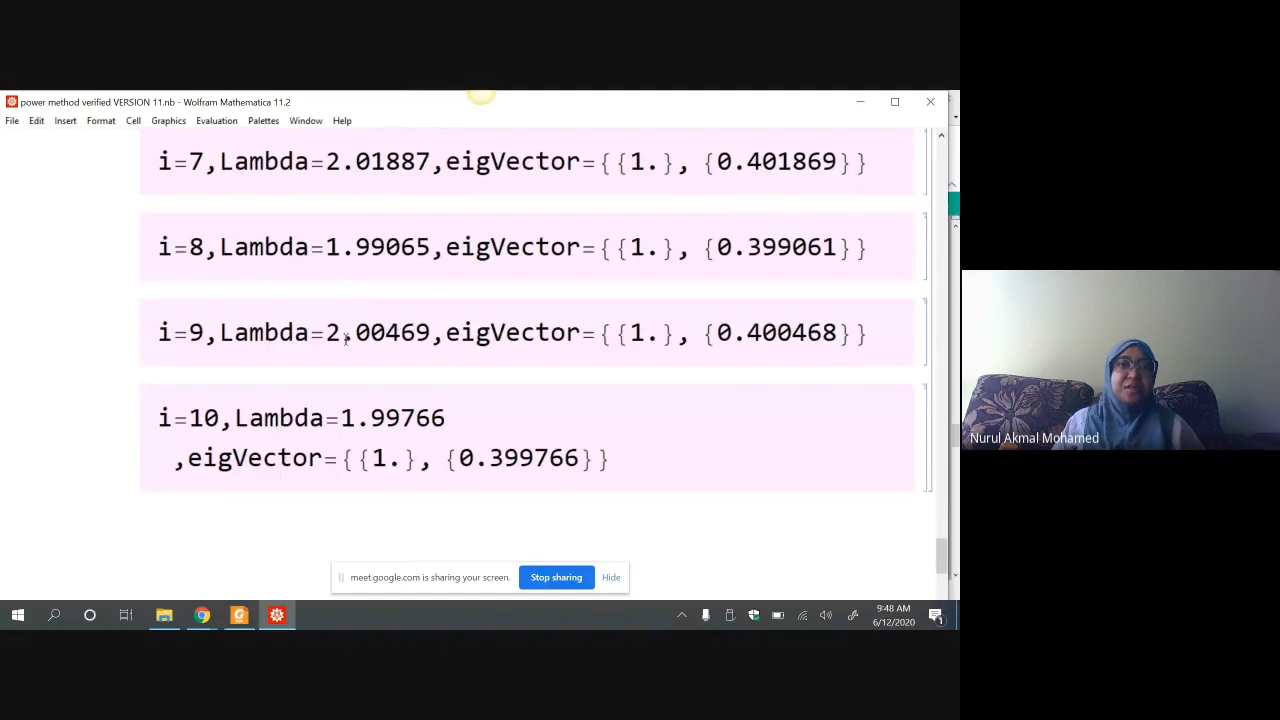 power method verified VERSION 11.nb - Wolfram Mathematica 11.2
File Edit Insert Format Cell Graphics Evaluation Palettes Window Help
i=7,Lambda=2.01887,eigVector={{1.}, {0.401869}}
i=8,Lambda=1.99065,eigVector={{1.}, {0.399061}}
i=9,Lambda=2.00469,eigVector={{1.}, {0.400468}}
i=10,Lambda=1.99766
,eigVector={{1.}, {0.399766}}
Nurul Akmal Mohamed
meet.google.com is sharing your screen. Stop sharing Hide
9:48 AM
6/12/2020